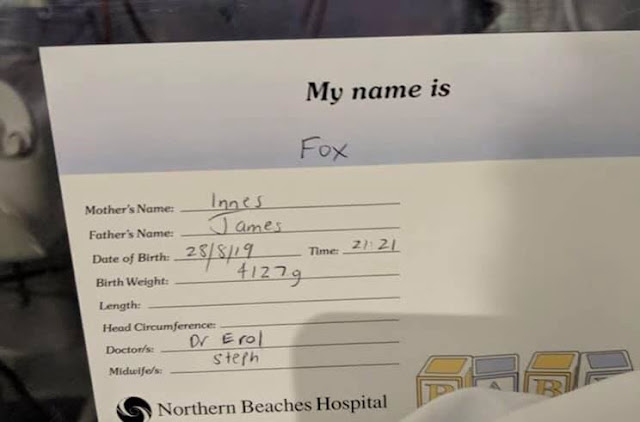 My name is
Fox
Mother's Name: Innes
Father's Name: James
Date of Birth: 28/8/19 Time: 21:21
Birth Weight: 4127g
Length:
Head Circumference:
Doctor/s: Dr Erol
Midwife/s: Steph
Northern Beaches Hospital
B A B